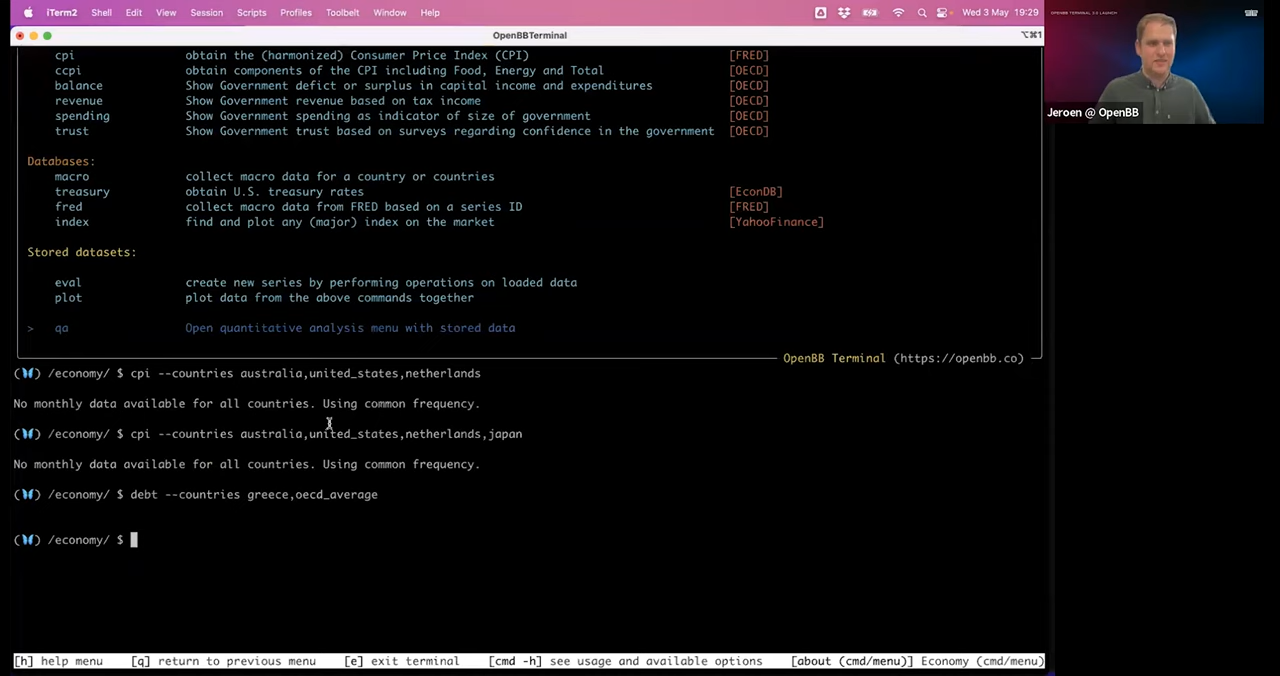 iTerm2 Shell Edit View Session Scripts Profiles Toolbelt Window Help Wed 3 May 19:29
OPENBB TERMINAL 3.0 LAUNCH
OpenBBTerminal ⌥⌘1
cpi obtain the (harmonized) Consumer Price Index (CPI) [FRED]
ccpi obtain components of the CPI including Food, Energy and Total [OECD]
balance Show Government deficit or surplus in capital income and expenditures [OECD]
revenue Show Government revenue based on tax income [OECD]
spending Show Government spending as indicator of size of government [OECD]
trust Show Government trust based on surveys regarding confidence in the government [OECD]
Jeroen @ OpenBB
Databases:
macro collect macro data for a country or countries
treasury obtain U.S. treasury rates [EconDB]
fred collect macro data from FRED based on a series ID [FRED]
index find and plot any (major) index on the market [YahooFinance]
Stored datasets:
eval create new series by performing operations on loaded data
plot plot data from the above commands together
> qa Open quantitative analysis menu with stored data
OpenBB Terminal (https://openbb.co)
(🦋) /economy/ $ cpi --countries australia,united_states,netherlands
No monthly data available for all countries. Using common frequency.
(🦋) /economy/ $ cpi --countries australia,united_states,netherlands,japan
No monthly data available for all countries. Using common frequency.
(🦋) /economy/ $ debt --countries greece,oecd_average
(🦋) /economy/ $
[h] help menu [q] return to previous menu [e] exit terminal [cmd -h] see usage and available options [about (cmd/menu)] Economy (cmd/menu)